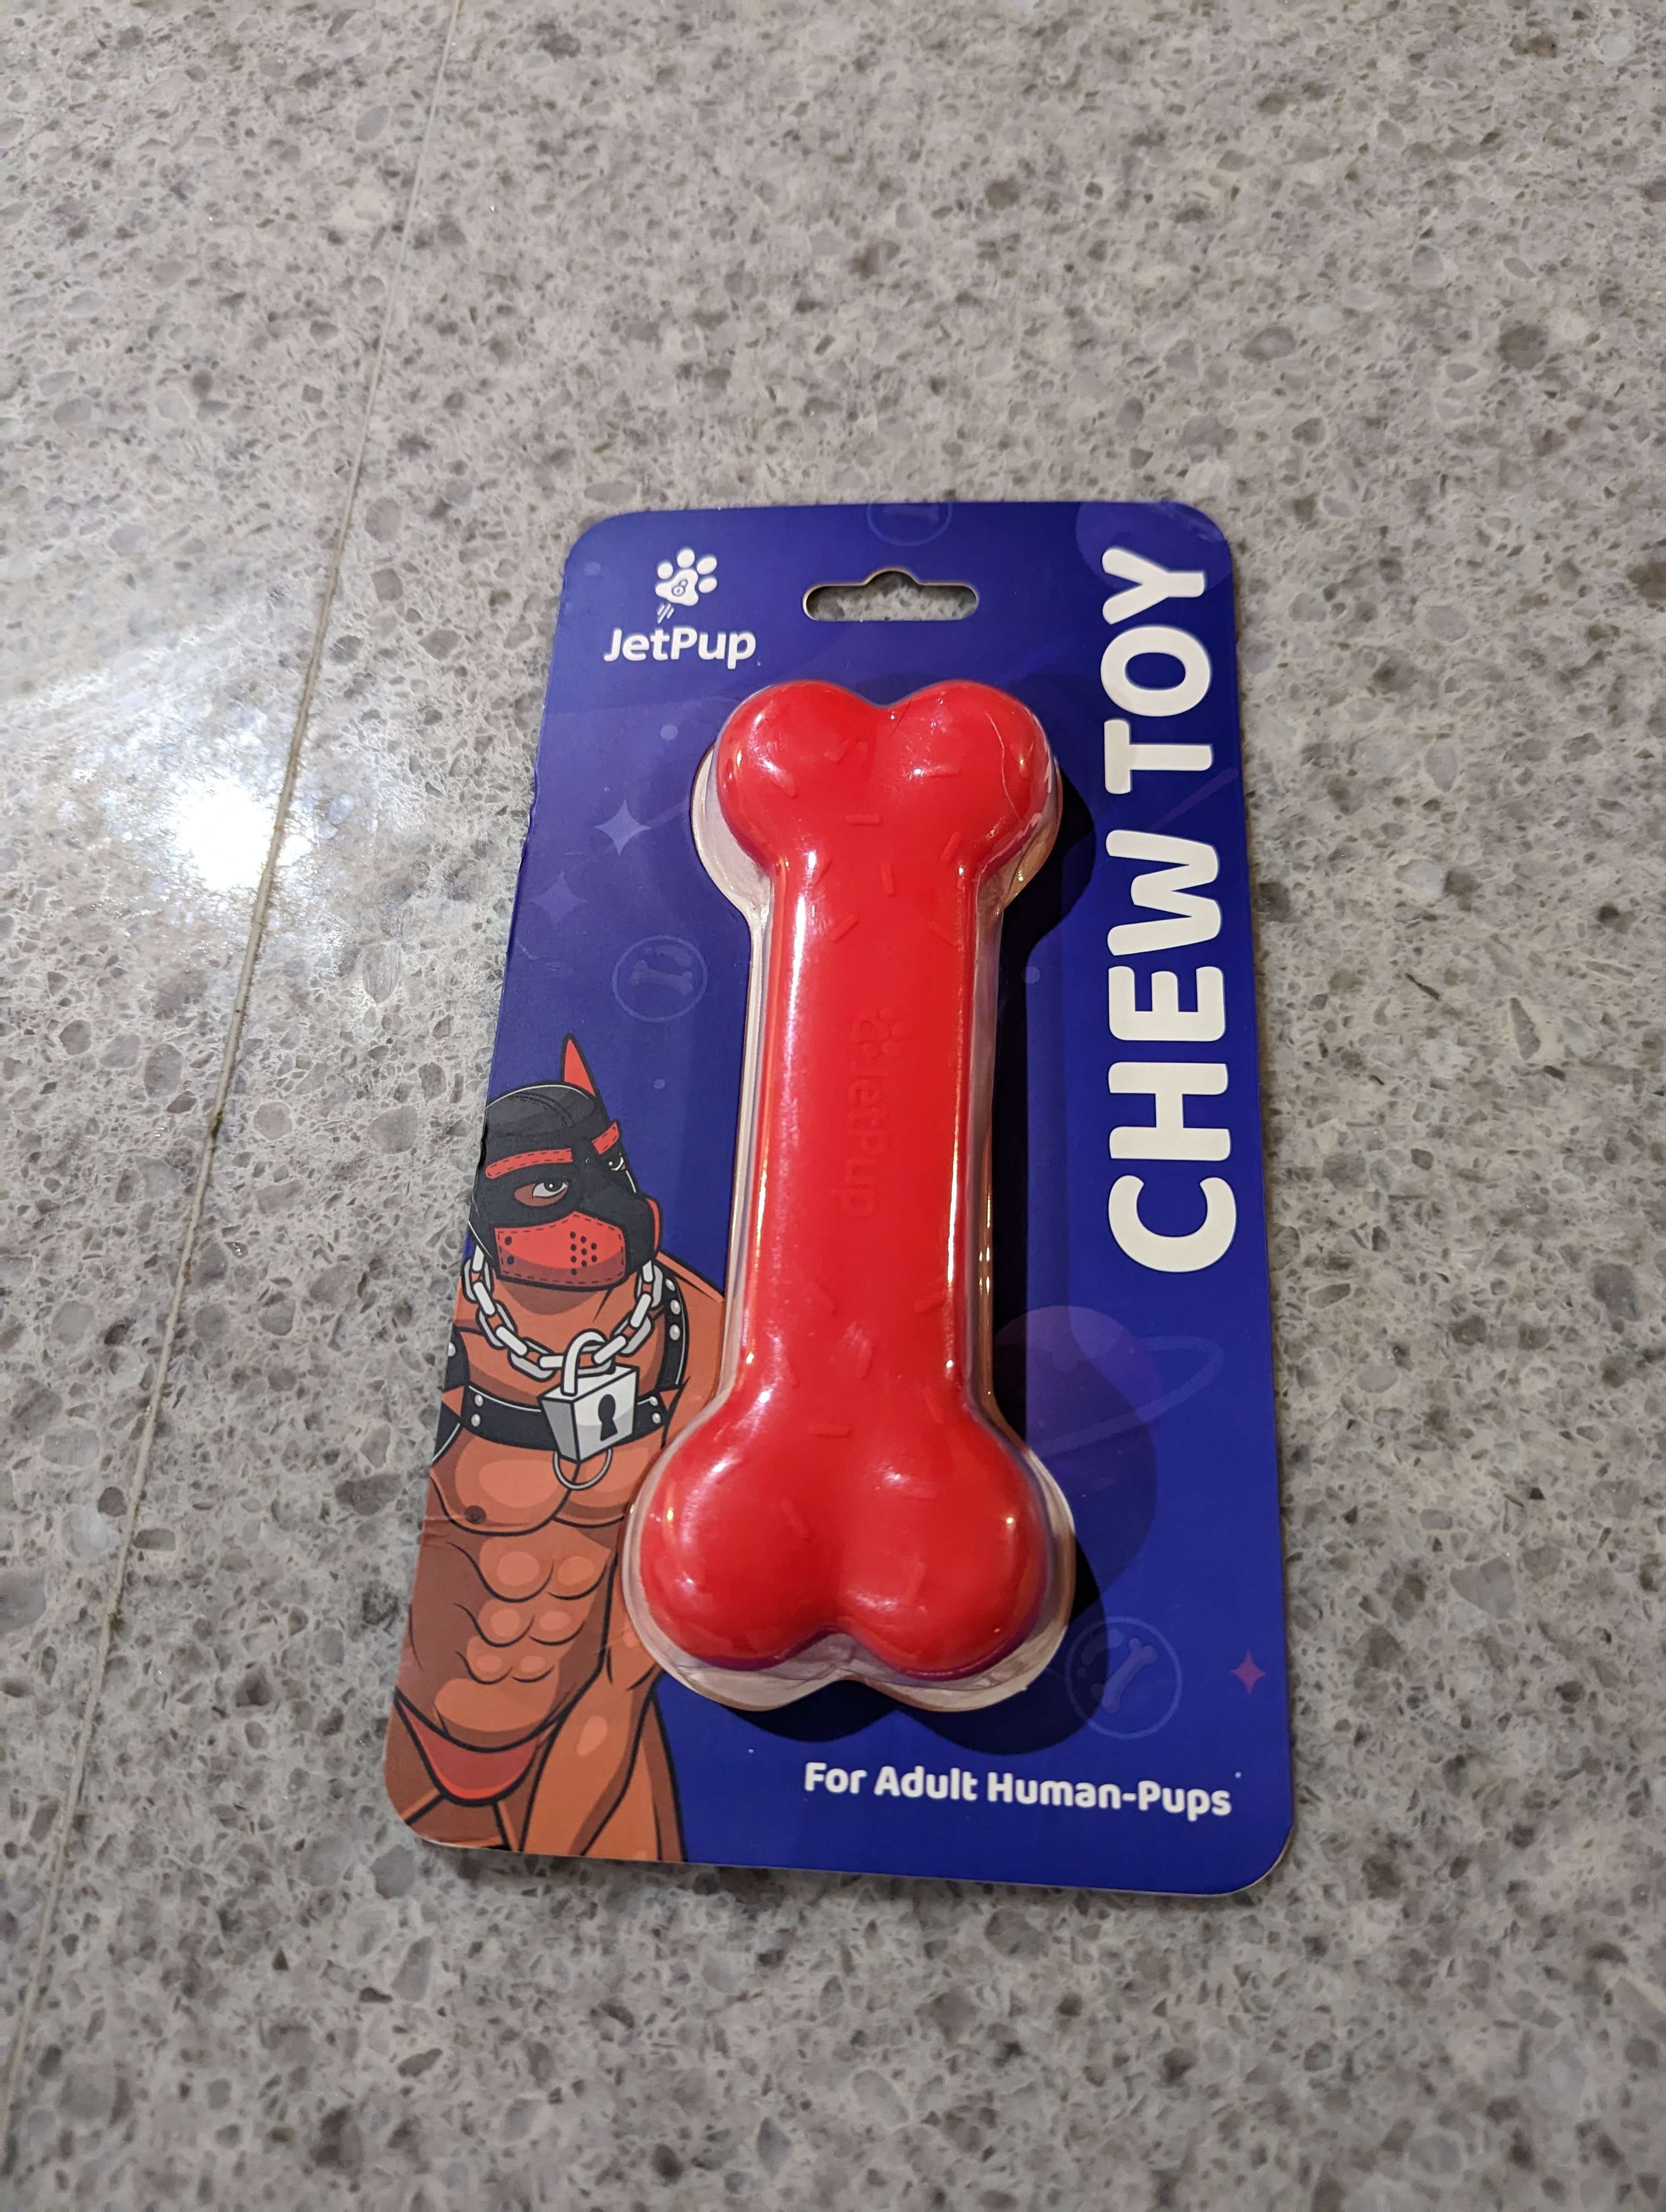 JetPup
CHEW TOY
JetPup
For Adult Human-Pups